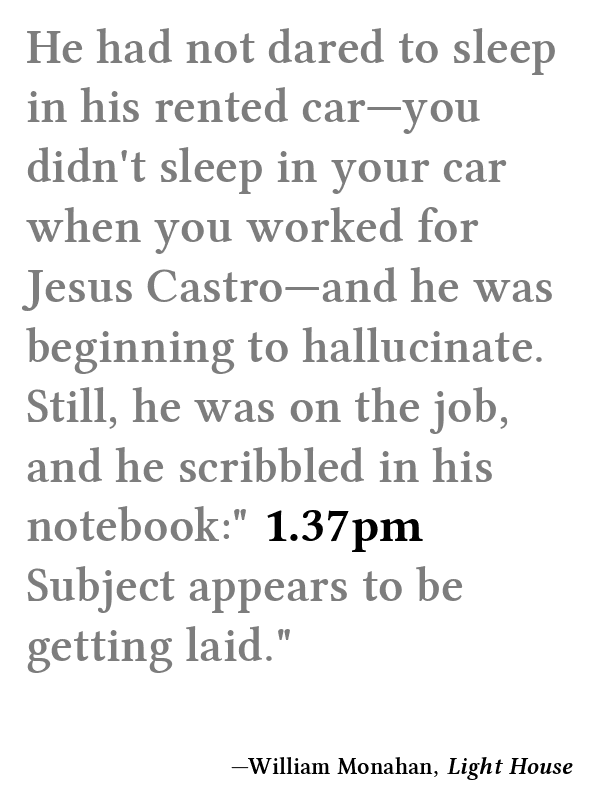 He had not dared to sleep
in his rented car—you
didn't sleep in your car
when you worked for
Jesus Castro—and he was
beginning to hallucinate.
Still, he was on the job,
and he scribbled in his
notebook:" 1.37pm
Subject appears to be
getting laid."
—William Monahan, Light House